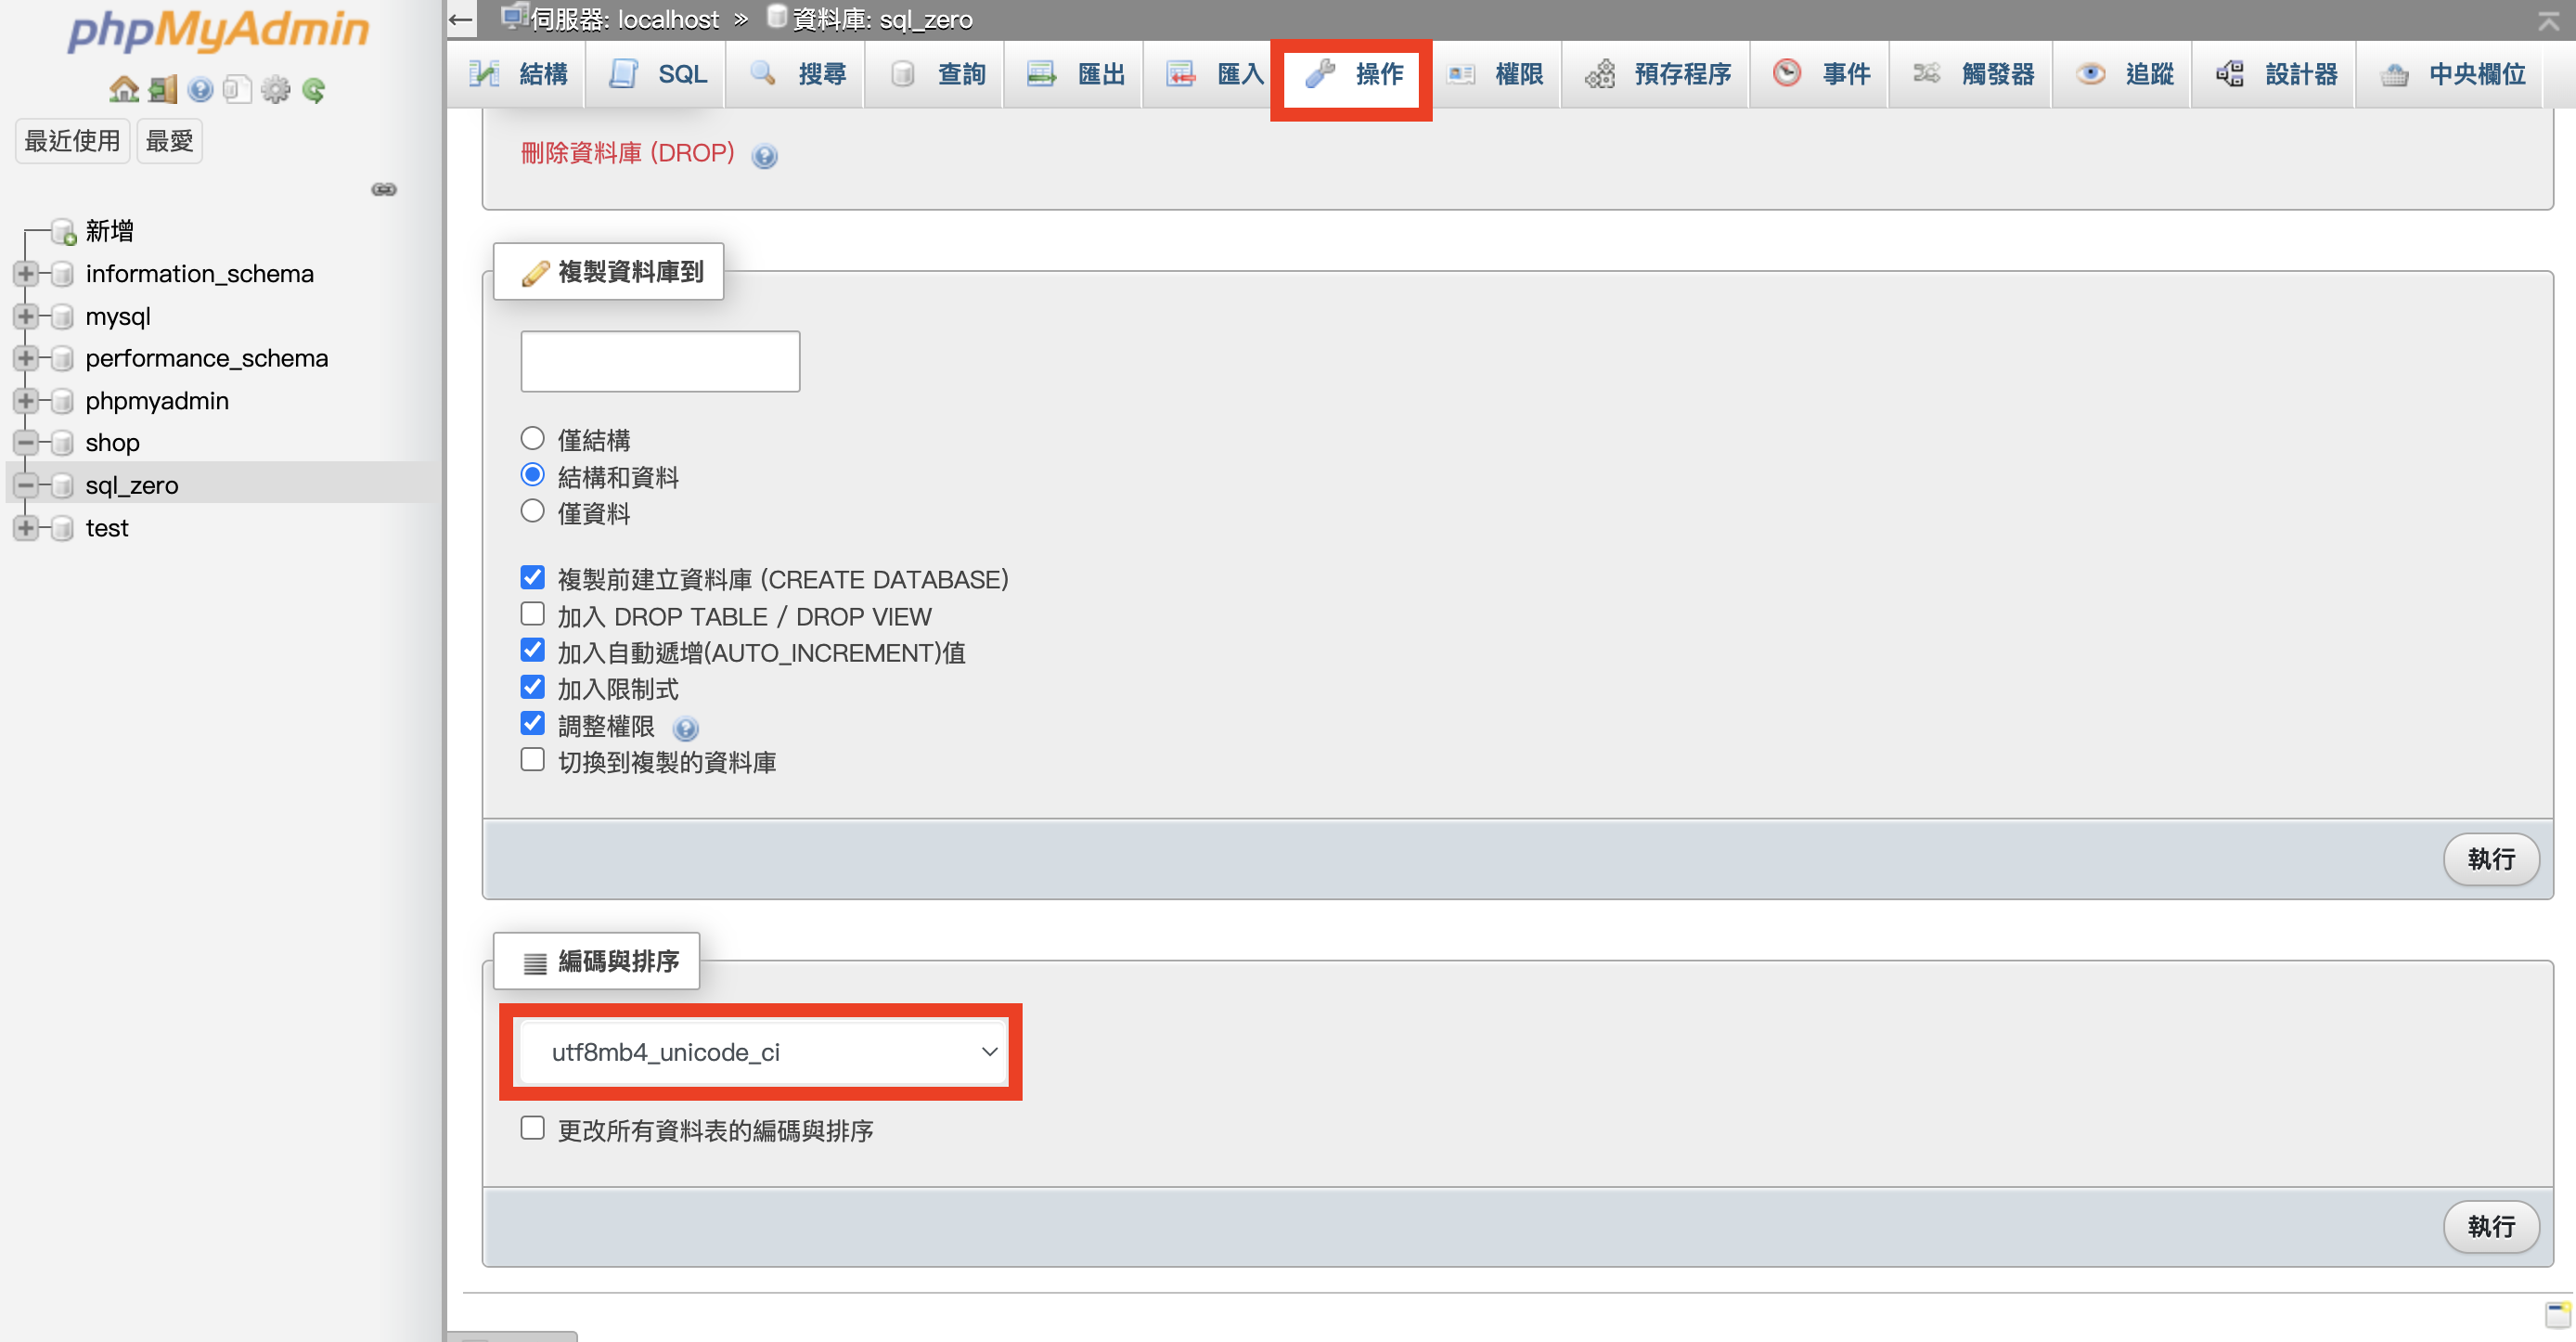 phpMyAdmin
最近使用 最愛
新增
information_schema
mysql
performance_schema
phpmyadmin
shop
sql_zero
test
伺服器: localhost » 資料庫: sql_zero
結構 SQL 搜尋 查詢 匯出 匯入 操作 權限 預存程序 事件 觸發器 追蹤 設計器 中央欄位
刪除資料庫 (DROP)
複製資料庫到
僅結構
結構和資料
僅資料
複製前建立資料庫 (CREATE DATABASE)
加入 DROP TABLE / DROP VIEW
加入自動遞增(AUTO_INCREMENT)值
加入限制式
調整權限
切換到複製的資料庫
執行
編碼與排序
utf8mb4_unicode_ci
更改所有資料表的編碼與排序
執行